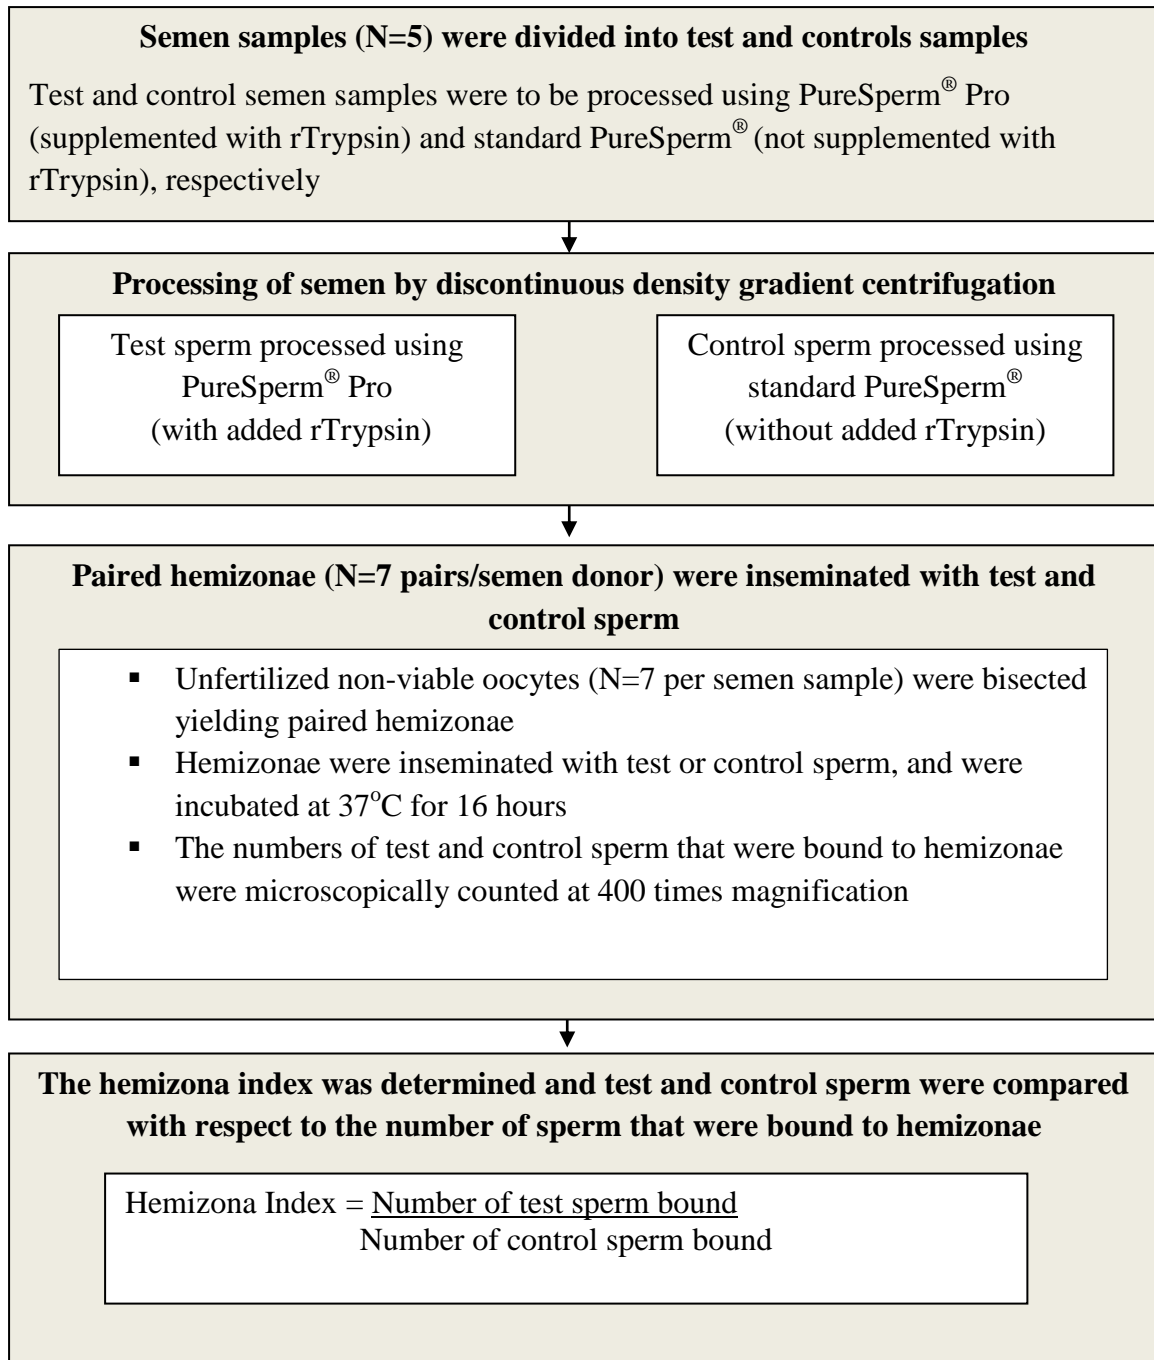 Semen samples (N=5) were divided into test and controls samples
Test and control semen samples were to be processed using PureSperm® Pro
(supplemented with rTrypsin) and standard PureSperm® (not supplemented with
rTrypsin), respectively
Processing of semen by discontinuous density gradient centrifugation
Test sperm processed using
PureSperm® Pro
(with added rTrypsin)
Control sperm processed using
standard PureSperm®
(without added rTrypsin)
Paired hemizonae (N=7 pairs/semen donor) were inseminated with test and
control sperm
▪ Unfertilized non-viable oocytes (N=7 per semen sample) were bisected
yielding paired hemizonae
▪ Hemizonae were inseminated with test or control sperm, and were
incubated at 37°C for 16 hours
▪ The numbers of test and control sperm that were bound to hemizonae
were microscopically counted at 400 times magnification
The hemizona index was determined and test and control sperm were compared
with respect to the number of sperm that were bound to hemizonae
Hemizona Index = Number of test sperm bound
Number of control sperm bound